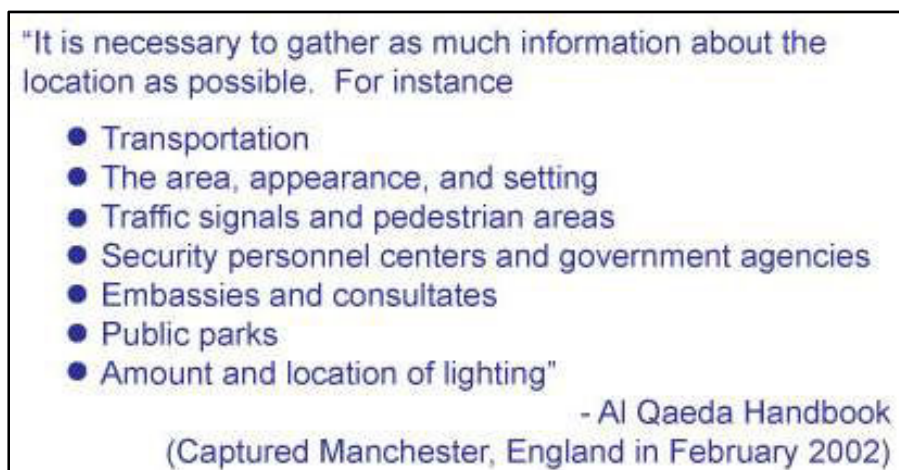 “It is necessary to gather as much information about the
location as possible.  For instance
● Transportation
● The area, appearance, and setting
● Traffic signals and pedestrian areas
● Security personnel centers and government agencies
● Embassies and consultates
● Public parks
● Amount and location of lighting”
- Al Qaeda Handbook
(Captured Manchester, England in February 2002)